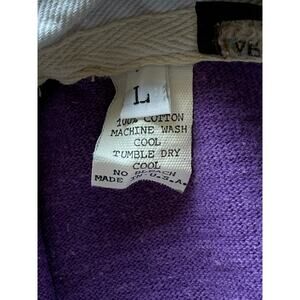 L
100% COTTON
MACHINE WASH
COOL
TUMBLE DRY
COOL
NO BLEACH
MADE IN U.S.A.